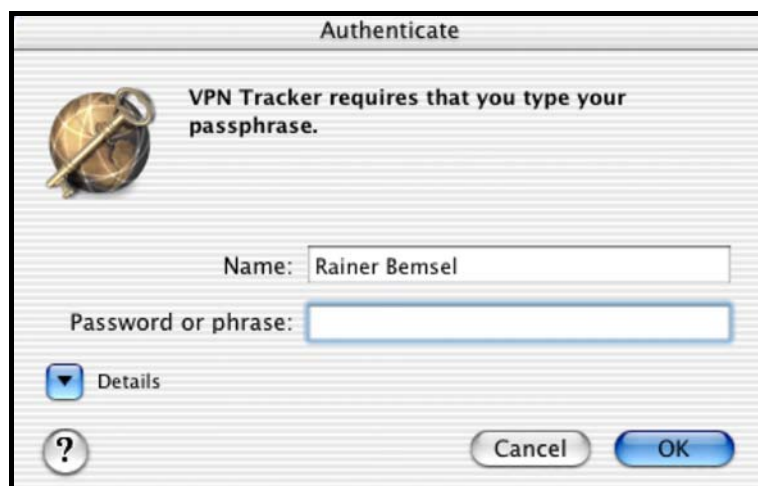 Authenticate
VPN Tracker requires that you type your
passphrase.
Name: Rainer Bemsel
Password or phrase:
Details
?
Cancel
OK